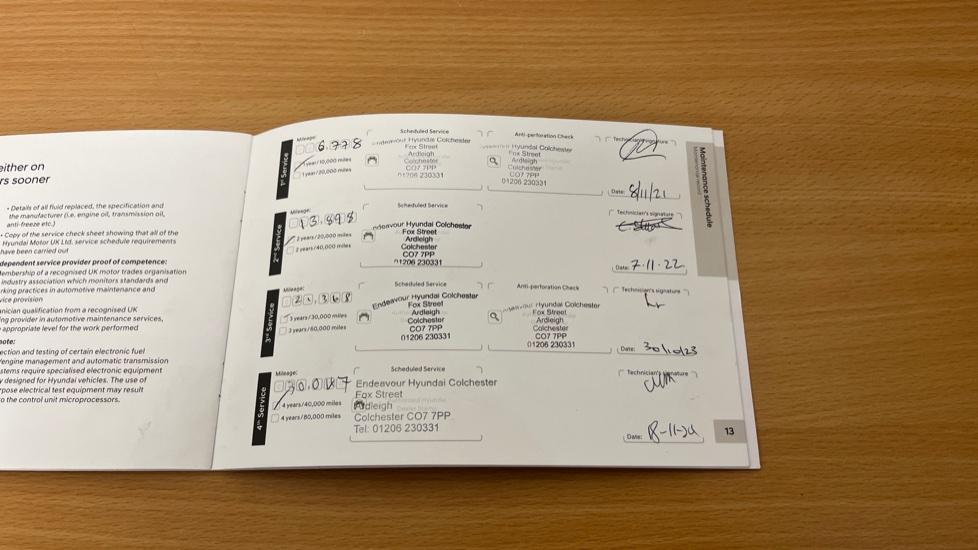 either on
rs sooner
• Details of all fluid replaced, the specification and
the manufacturer (i.e. engine oil, transmission oil,
anti-freeze etc.)
• Copy of the service check sheet showing that all of the
Hyundai Motor UK Ltd. service schedule requirements
have been carried out
dependent service provider proof of competence:
embership of a recognised UK motor trades organisation
industry association which monitors standards and
rking practices in automotive maintenance and
vice provision
nician qualification from a recognised UK
ng provider in automotive maintenance services,
appropriate level for the work performed
note:
ection and testing of certain electronic fuel
engine management and automatic transmission
stems require specialised electronic equipment
y designed for Hyundai vehicles. The use of
rpose electrical test equipment may result
o the control unit microprocessors.
Maintenance schedule
Maintenance record
1st Service
Mileage:
6,778
1 year/10,000 miles
1 year/20,000 miles
Scheduled Service
Endeavour Hyundai Colchester
Fox Street
Ardleigh
Colchester
CO7 7PP
01206 230331
Anti-perforation Check
Hyundai Colchester
Fox Street
Ardleigh
Colchester
CO7 7PP
01206 230331
Technician's signature
Date: 8/11/21
2nd Service
Mileage:
13,898
2 years/20,000 miles
2 years/40,000 miles
Scheduled Service
Endeavour Hyundai Colchester
Fox Street
Ardleigh
Colchester
CO7 7PP
01206 230331
Technician's signature
Date: 7.11.22
3rd Service
Mileage:
21,368
3 years/30,000 miles
3 years/60,000 miles
Scheduled Service
Endeavour Hyundai Colchester
Fox Street
Ardleigh
Colchester
CO7 7PP
01206 230331
Anti-perforation Check
Hyundai Colchester
Fox Street
Ardleigh
Colchester
CO7 7PP
01206 230331
Technician's signature
Date: 30/10/23
4th Service
Mileage:
4 years/40,000 miles
4 years/80,000 miles
Scheduled Service
Endeavour Hyundai Colchester
Fox Street
Ardleigh
Colchester CO7 7PP
Tel: 01206 230331
Technician's signature
Date:
13